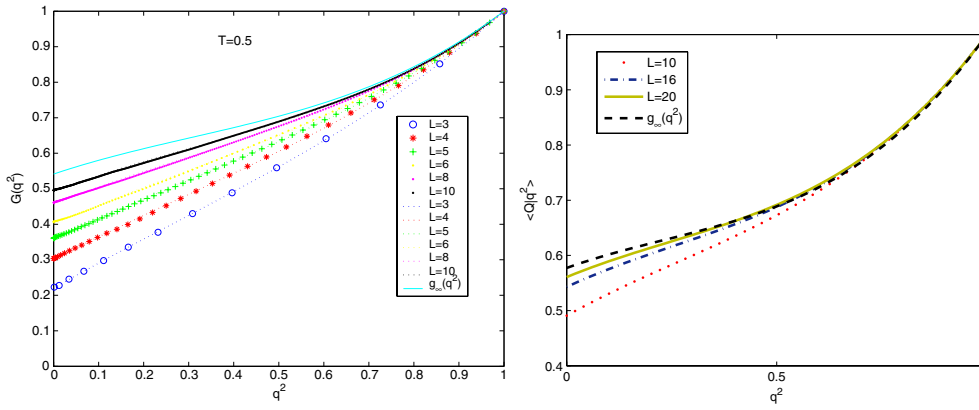 T=0.5
G(q²)
1
0.9
0.8
0.7
0.6
0.5
0.4
0.3
0.2
0.1
0
0 0.1 0.2 0.3 0.4 0.5 0.6 0.7 0.8 0.9 1
q²
L=3
L=4
L=5
L=6
L=8
L=10
L=3
L=4
L=5
L=6
L=8
L=10
g∞(q²)
<Q|q²>
1
0.9
0.8
0.7
0.6
0.5
0.4
0 0.5
q²
L=10
L=16
L=20
g∞(q²)